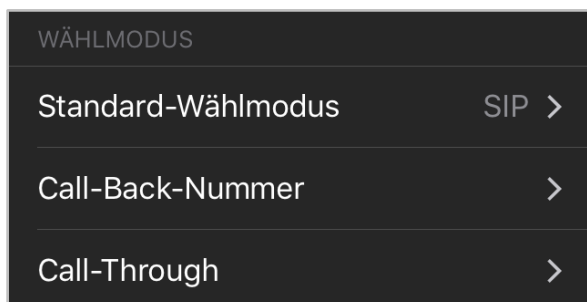 WÄHLMODUS
Standard-Wählmodus SIP
Call-Back-Nummer
Call-Through